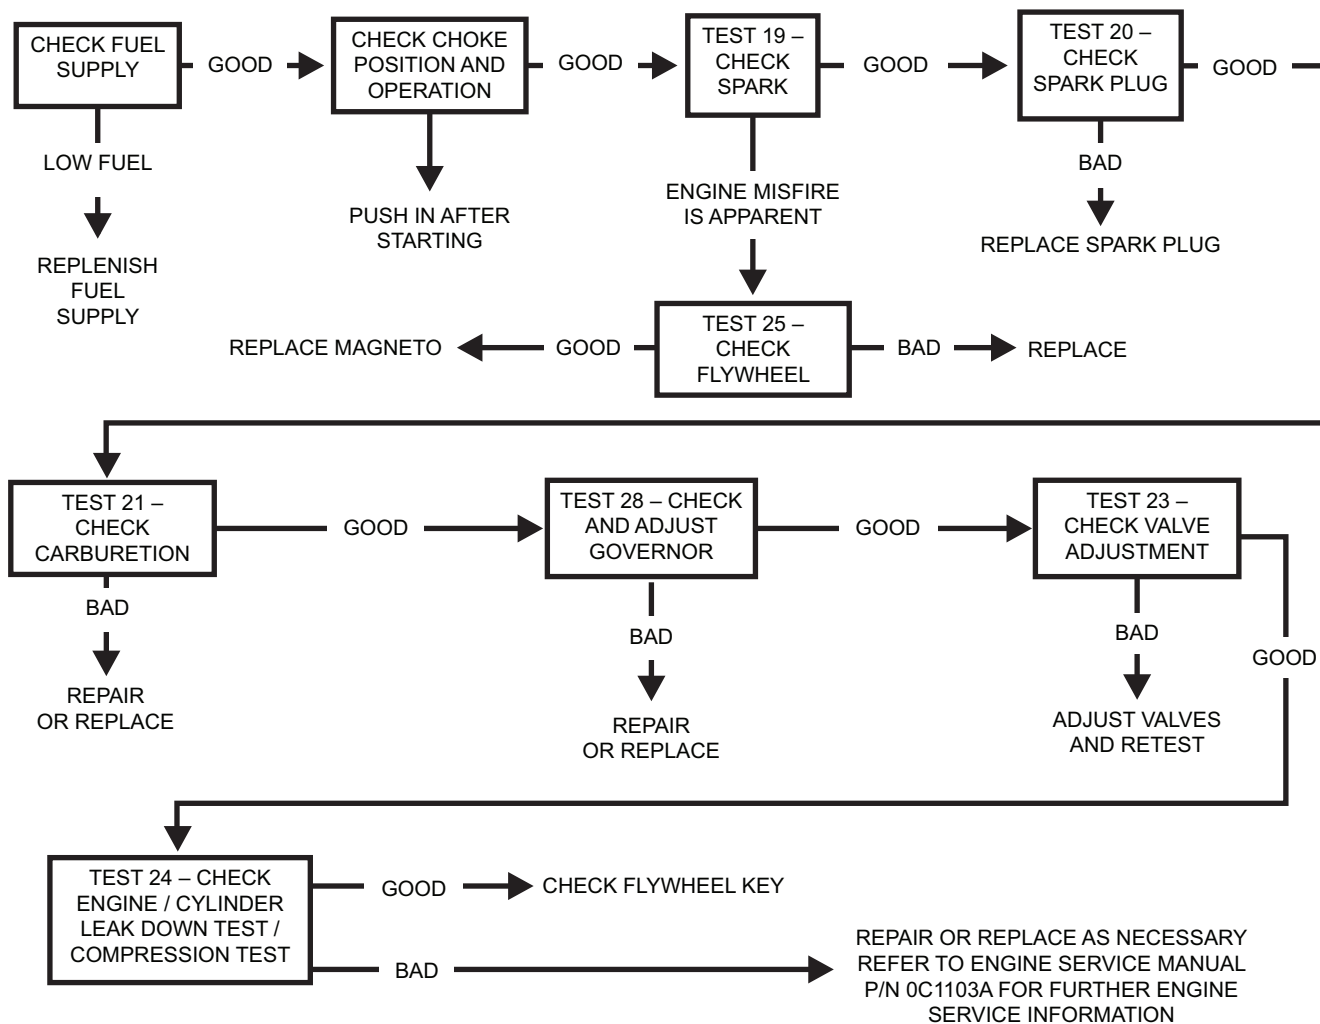 CHECK FUEL
SUPPLY
GOOD
CHECK CHOKE
POSITION AND
OPERATION
GOOD
TEST 19 –
CHECK
SPARK
GOOD
TEST 20 –
CHECK
SPARK PLUG
GOOD
LOW FUEL
REPLENISH
FUEL
SUPPLY
PUSH IN AFTER
STARTING
ENGINE MISFIRE
IS APPARENT
BAD
REPLACE SPARK PLUG
REPLACE MAGNETO
GOOD
TEST 25 –
CHECK
FLYWHEEL
BAD
REPLACE
TEST 21 –
CHECK
CARBURETION
GOOD
TEST 28 – CHECK
AND ADJUST
GOVERNOR
GOOD
TEST 23 –
CHECK VALVE
ADJUSTMENT
BAD
REPAIR
OR REPLACE
BAD
REPAIR
OR REPLACE
BAD
ADJUST VALVES
AND RETEST
GOOD
TEST 24 – CHECK
ENGINE / CYLINDER
LEAK DOWN TEST /
COMPRESSION TEST
GOOD
CHECK FLYWHEEL KEY
BAD
REPAIR OR REPLACE AS NECESSARY
REFER TO ENGINE SERVICE MANUAL
P/N 0C1103A FOR FURTHER ENGINE
SERVICE INFORMATION